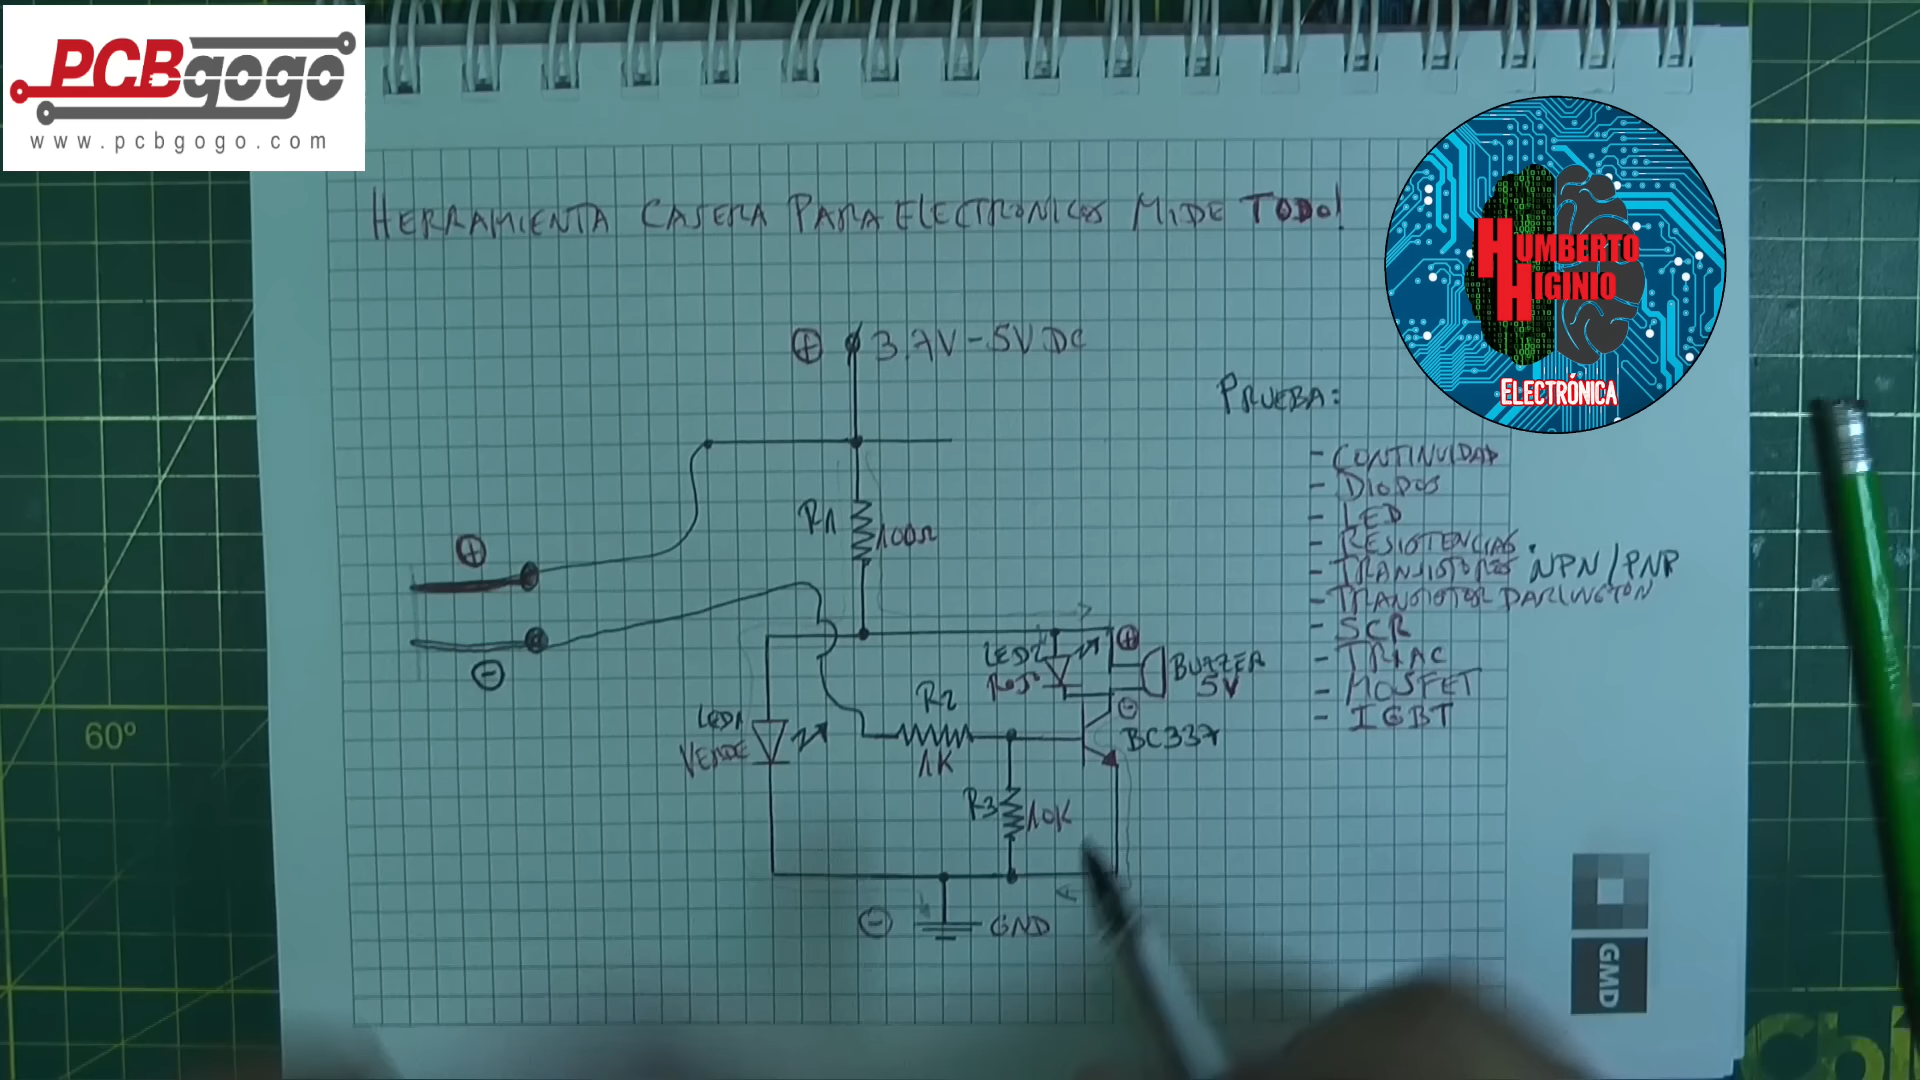 PCBgogo
www.pcbgogo.com
HERRAMIENTA CASERA PARA ELECTRONICOS MIDE TODO!
HUMBERTO
HIGINIO
ELECTRÓNICA
+ 3.7V-5V DC
PRUEBA:
- CONTINUIDAD
- DIODOS
- LED
- RESISTENCIAS.
- TRANSISTORES NPN/PNP
- TRANSISTOR DARLINGTON
- SCR
- TRIAC
- MOSFET
- IGBT
R1
100Ω
+
-
LED2
ROJO
+
BUZZER
5V
-
BC337
LED1
VERDE
R2
1K
R3
10K
- GND
60°
GMD